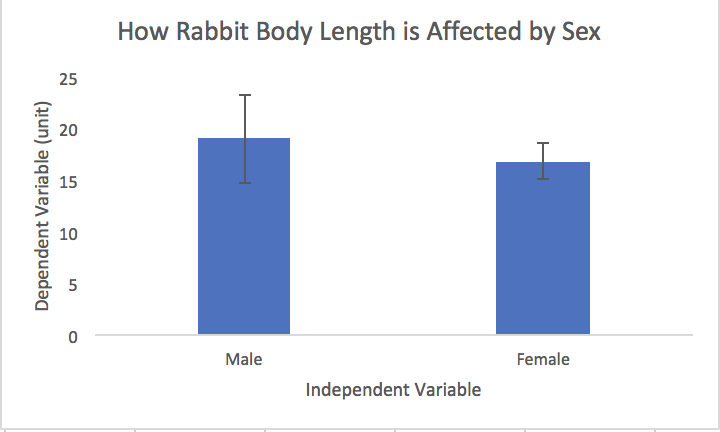 How Rabbit Body Length is Affected by Sex
Dependent Variable (unit)
25
20
15
10
5
0
Male Female
Independent Variable